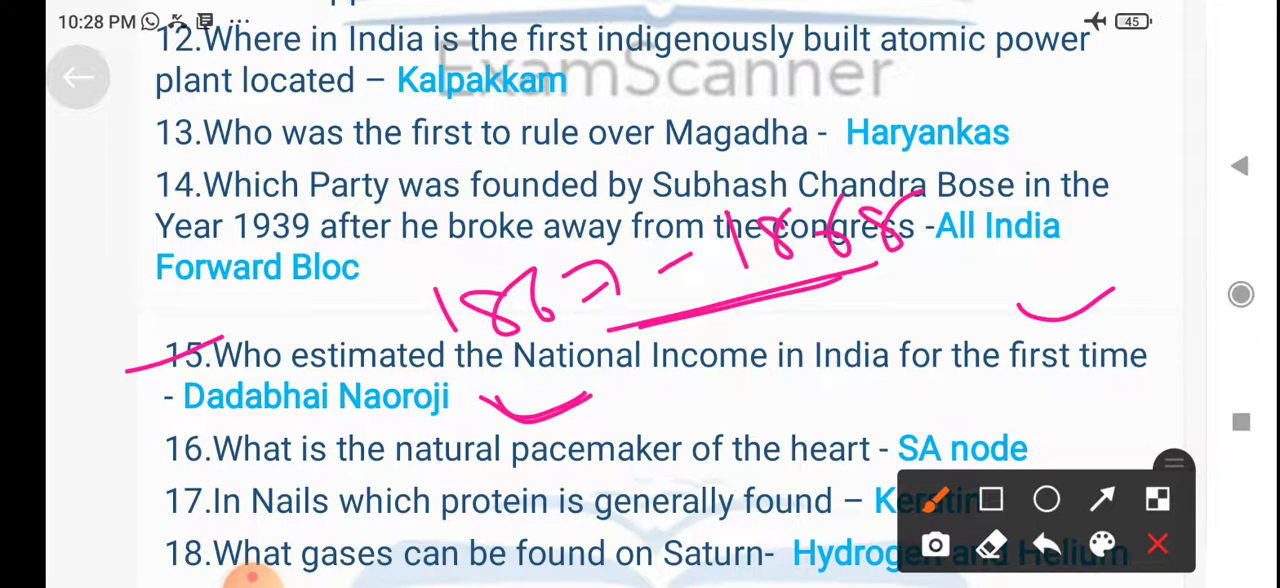 10:28 PM
45
12.Where in India is the first indigenously built atomic power
plant located – Kalpakkam
ExamScanner
13.Who was the first to rule over Magadha - Haryankas
14.Which Party was founded by Subhash Chandra Bose in the
Year 1939 after he broke away from the congress -All India
Forward Bloc
1867 - 1868
15.Who estimated the National Income in India for the first time
- Dadabhai Naoroji
16.What is the natural pacemaker of the heart - SA node
17.In Nails which protein is generally found – Keratin
18.What gases can be found on Saturn- Hydrogen and Helium